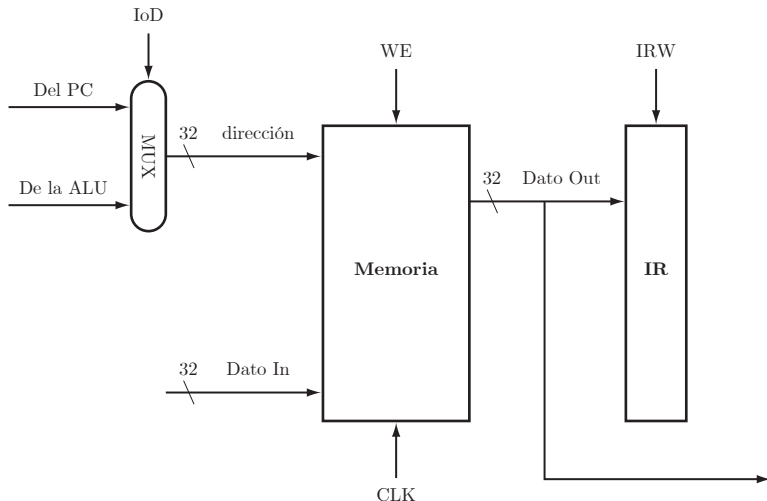 IoD
WE
IRW
Del PC
32
dirección
MUX
De la ALU
32
Dato Out
Memoria
IR
32
Dato In
CLK